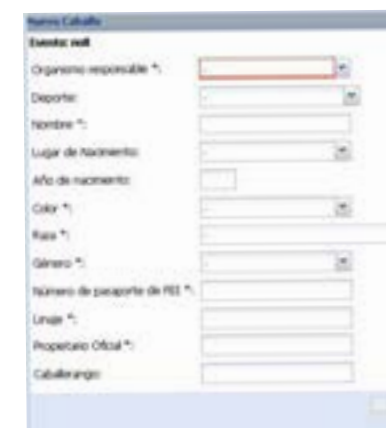 Nuevo Caballo
Evento: null
Organismo responsable *:
Deporte:
Nombre *:
Lugar de Nacimiento:
Año de nacimiento:
Color *:
Raza *:
Género *:
Número de pasaporte de FEI *:
Linaje *:
Propietario Oficial *:
Caballerango: